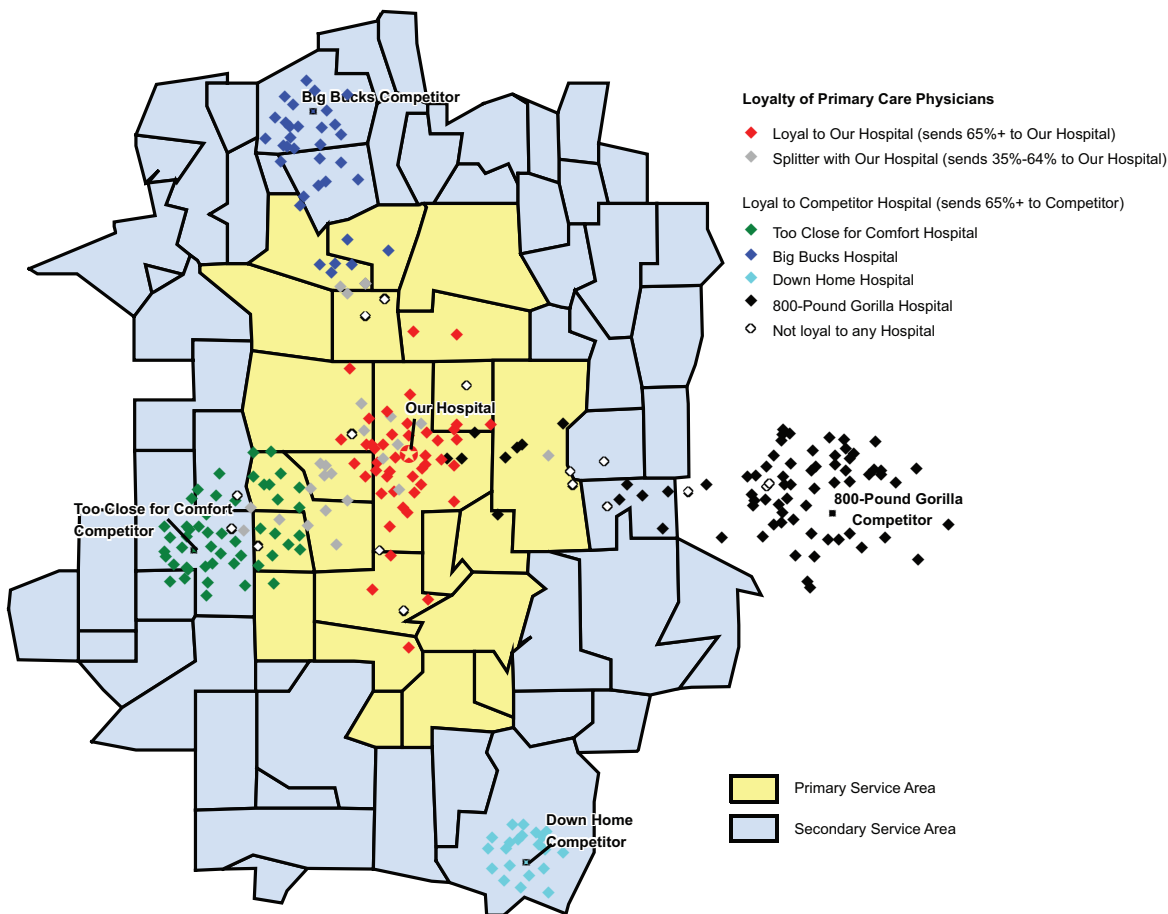 Big Bucks Competitor
Loyalty of Primary Care Physicians
Loyal to Our Hospital (sends 65%+ to Our Hospital)
Splitter with Our Hospital (sends 35%-64% to Our Hospital)
Loyal to Competitor Hospital (sends 65%+ to Competitor)
Too Close for Comfort Hospital
Big Bucks Hospital
Down Home Hospital
800-Pound Gorilla Hospital
Not loyal to any Hospital
Our Hospital
Too Close for Comfort
Competitor
800-Pound Gorilla
Competitor
Down Home
Competitor
Primary Service Area
Secondary Service Area